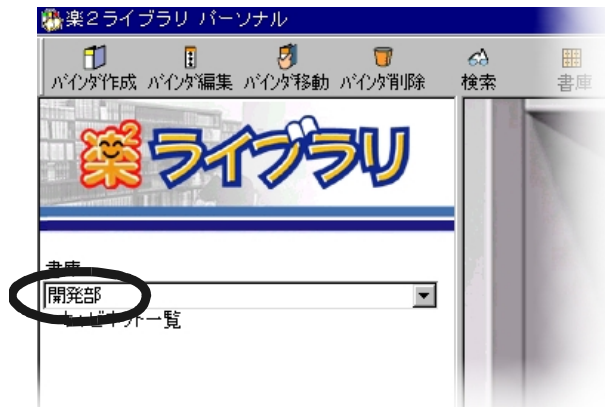 楽2ライブラリ パーソナル
バインダ作成 バインダ編集 バインダ移動 バインダ削除 検索 書庫
楽2 ライブラリ
書庫
開発部
キャビネット一覧